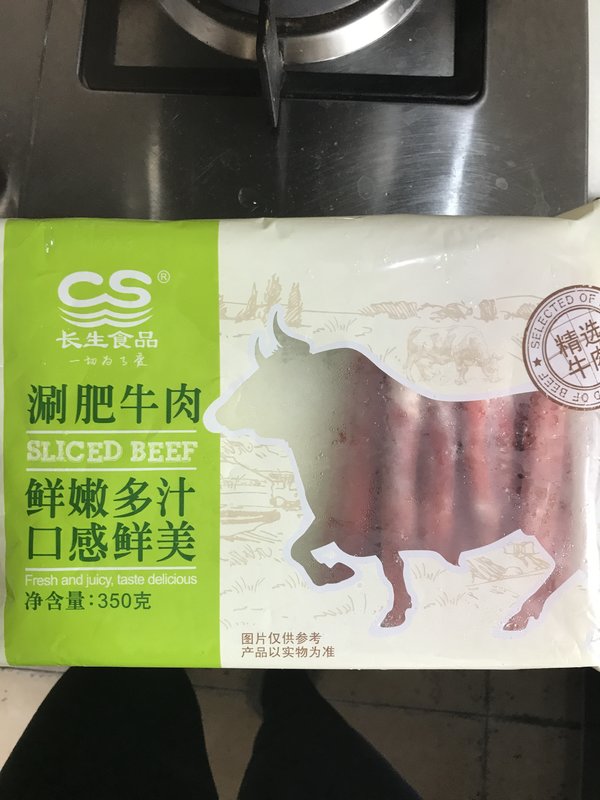 CS®
长生食品
一切为了爱
涮肥牛肉
SLICED BEEF
鲜嫩多汁
口感鲜美
Fresh and juicy, taste delicious
净含量:350克
图片仅供参考
产品以实物为准
SELECTED OF
精选
牛肉
OF BEEF